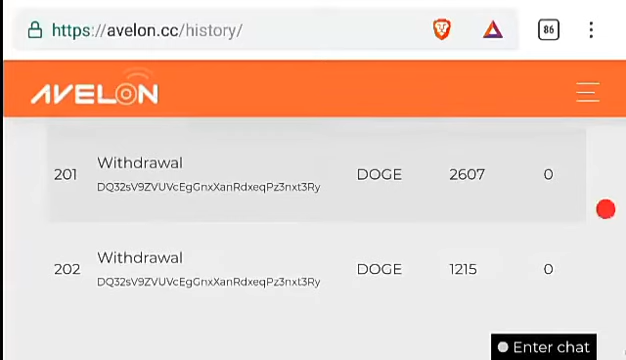 https://avelon.cc/history/
86
AVELON
201 Withdrawal DOGE 2607 0
DQ32sV9ZVUVcEgGnxXanRdxeqPz3nxt3Ry
202 Withdrawal DOGE 1215 0
DQ32sV9ZVUVcEgGnxXanRdxeqPz3nxt3Ry
Enter chat